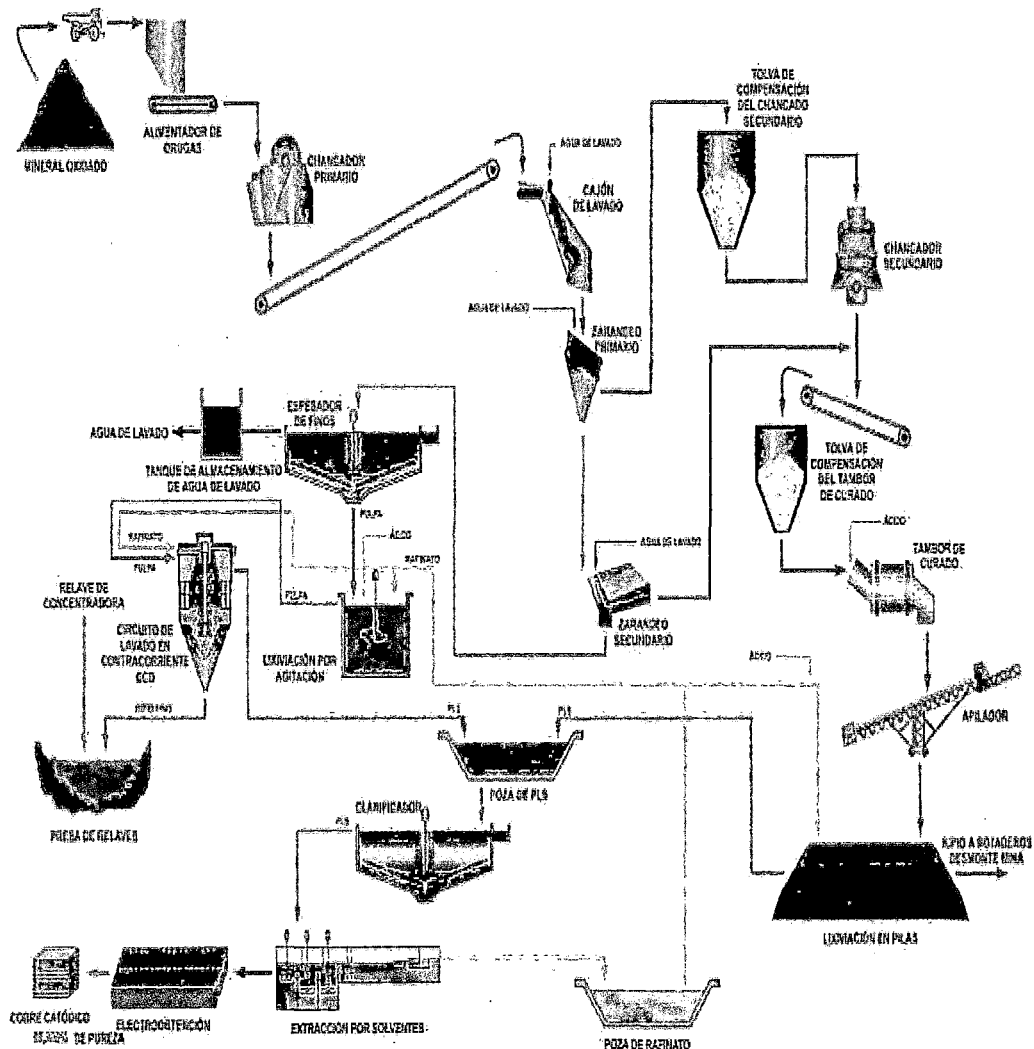 MINERAL OXIDADO
ALIMENTADOR DE
ORUGAS
CHANCADOR
PRIMARIO
AGUA DE LAVADO
CAJÓN
DE LAVADO
TOLVA DE
COMPENSACIÓN
DEL CHANCADO
SECUNDARIO
CHANCADOR
SECUNDARIO
AGUA DE LAVADO
ZARANDEO
PRIMARIO
ESPESADOR
DE FINOS
AGUA DE LAVADO
TANQUE DE ALMACENAMIENTO
DE AGUA DE LAVADO
TOLVA DE
COMPENSACIÓN
DEL TAMBOR
DE CURADO
PULPA
ÁCIDO
RAFINATO
RAFINATO
PULPA
PULPA
RELAVE DE
CONCENTRADORA
CIRCUITO DE
LAVADO EN
CONTRACORRIENTE
CCD
LIXIVIACIÓN POR
AGITACIÓN
AGUA DE LAVADO
ZARANDEO
SECUNDARIO
ÁCIDO
TAMBOR DE
CURADO
ÁCIDO
APILADOR
PLS
PLS
POZA DE PLS
PRESA DE RELAVES
CLARIFICADOR
PLS
RIPIO A BOTADEROS
DESMONTE MINA
LIXIVIACIÓN EN PILAS
COBRE CATÓDICO
DE PUREZA
ELECTROOBTENCIÓN
EXTRACCIÓN POR SOLVENTES
POZA DE RAFINATO